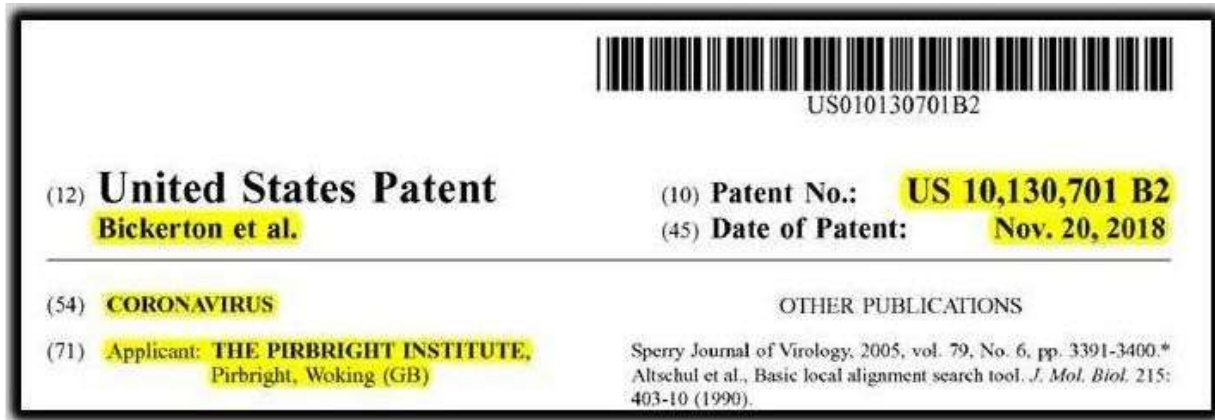 US010130701B2
(12) United States Patent
Bickerton et al.
(10) Patent No.: US 10,130,701 B2
(45) Date of Patent: Nov. 20, 2018
(54) CORONAVIRUS
(71) Applicant: THE PIRBRIGHT INSTITUTE,
Pirbright, Woking (GB)
OTHER PUBLICATIONS
Sperry Journal of Virology, 2005, vol. 79, No. 6, pp. 3391-3400.*
Altschul et al., Basic local alignment search tool. J. Mol. Biol. 215:
403-10 (1990).